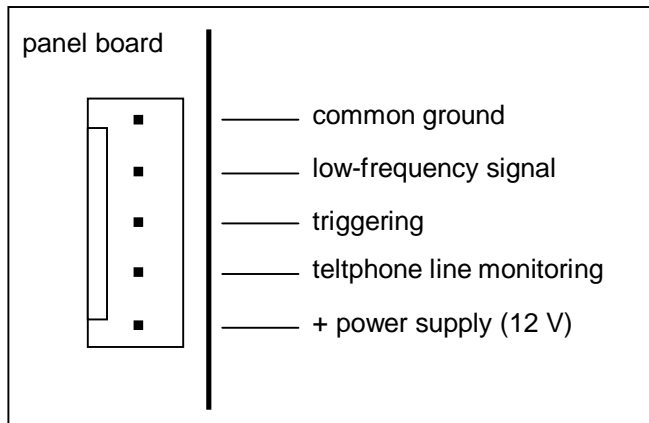 panel board
common ground
low-frequency signal
triggering
teltphone line monitoring
+ power supply (12 V)